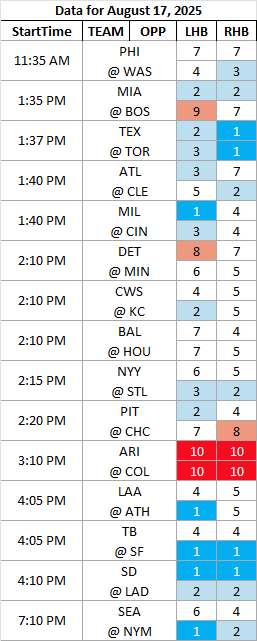 Data for August 17, 2025
StartTime TEAM OPP LHB RHB
11:35 AM PHI 7 7
@ WAS 4 3
1:35 PM MIA 2 2
@ BOS 9 7
1:37 PM TEX 2 1
@ TOR 3 1
1:40 PM ATL 3 7
@ CLE 5 2
1:40 PM MIL 1 4
@ CIN 3 4
2:10 PM DET 8 7
@ MIN 6 5
2:10 PM CWS 4 5
@ KC 2 5
2:10 PM BAL 7 4
@ HOU 7 5
2:15 PM NYY 6 5
@ STL 3 2
2:20 PM PIT 2 4
@ CHC 7 8
3:10 PM ARI 10 10
@ COL 10 10
4:05 PM LAA 4 5
@ ATH 1 5
4:05 PM TB 4 4
@ SF 1 1
4:10 PM SD 1 1
@ LAD 2 2
7:10 PM SEA 6 4
@ NYM 1 2